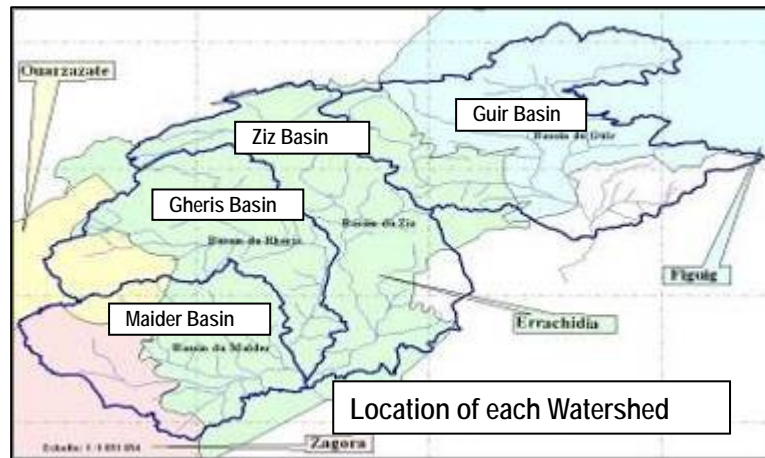 Ouarzazate
Guir Basin
Ziz Basin
Bassin du Guir
Gheris Basin
Bassin du Ziz
Bassin du Rheris
Figuig
Maider Basin
Errachidia
Bassin du Maider
Location of each Watershed
Zagora